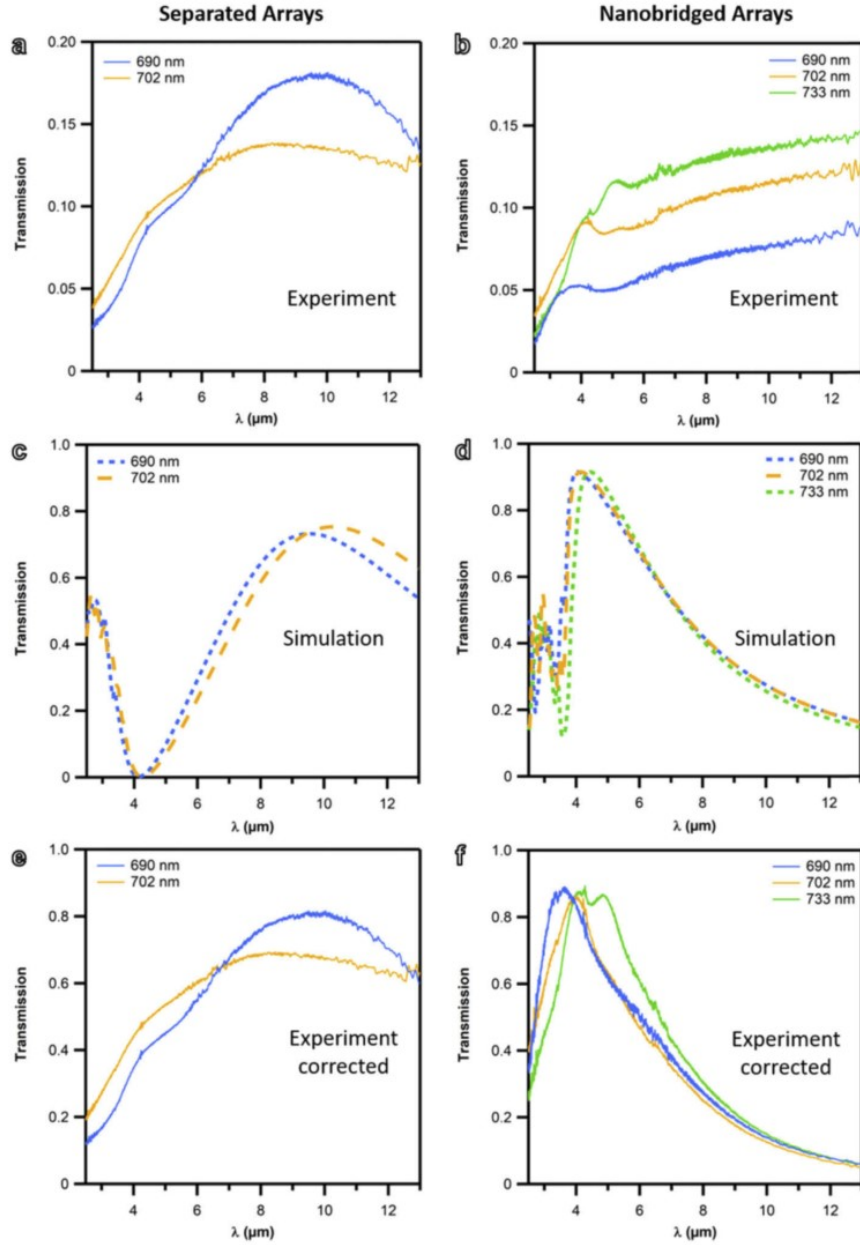 Separated Arrays
Nanobridged Arrays
a
0.20
0.15
0.10
0.05
0
Transmission
690 nm
702 nm
Experiment
4 6 8 10 12
λ (µm)
b
0.20
0.15
0.10
0.05
0
Transmission
690 nm
702 nm
733 nm
Experiment
4 6 8 10 12
λ (µm)
c
1.0
0.8
0.6
0.4
0.2
0
Transmission
690 nm
702 nm
Simulation
4 6 8 10 12
λ (µm)
d
1.0
0.8
0.6
0.4
0.2
0
Transmission
690 nm
702 nm
733 nm
Simulation
4 6 8 10 12
λ (µm)
e
1.0
0.8
0.6
0.4
0.2
0
Transmission
690 nm
702 nm
Experiment
corrected
4 6 8 10 12
λ (µm)
f
1.0
0.8
0.6
0.4
0.2
0.0
Transmission
690 nm
702 nm
733 nm
Experiment
corrected
4 6 8 10 12
λ (µm)